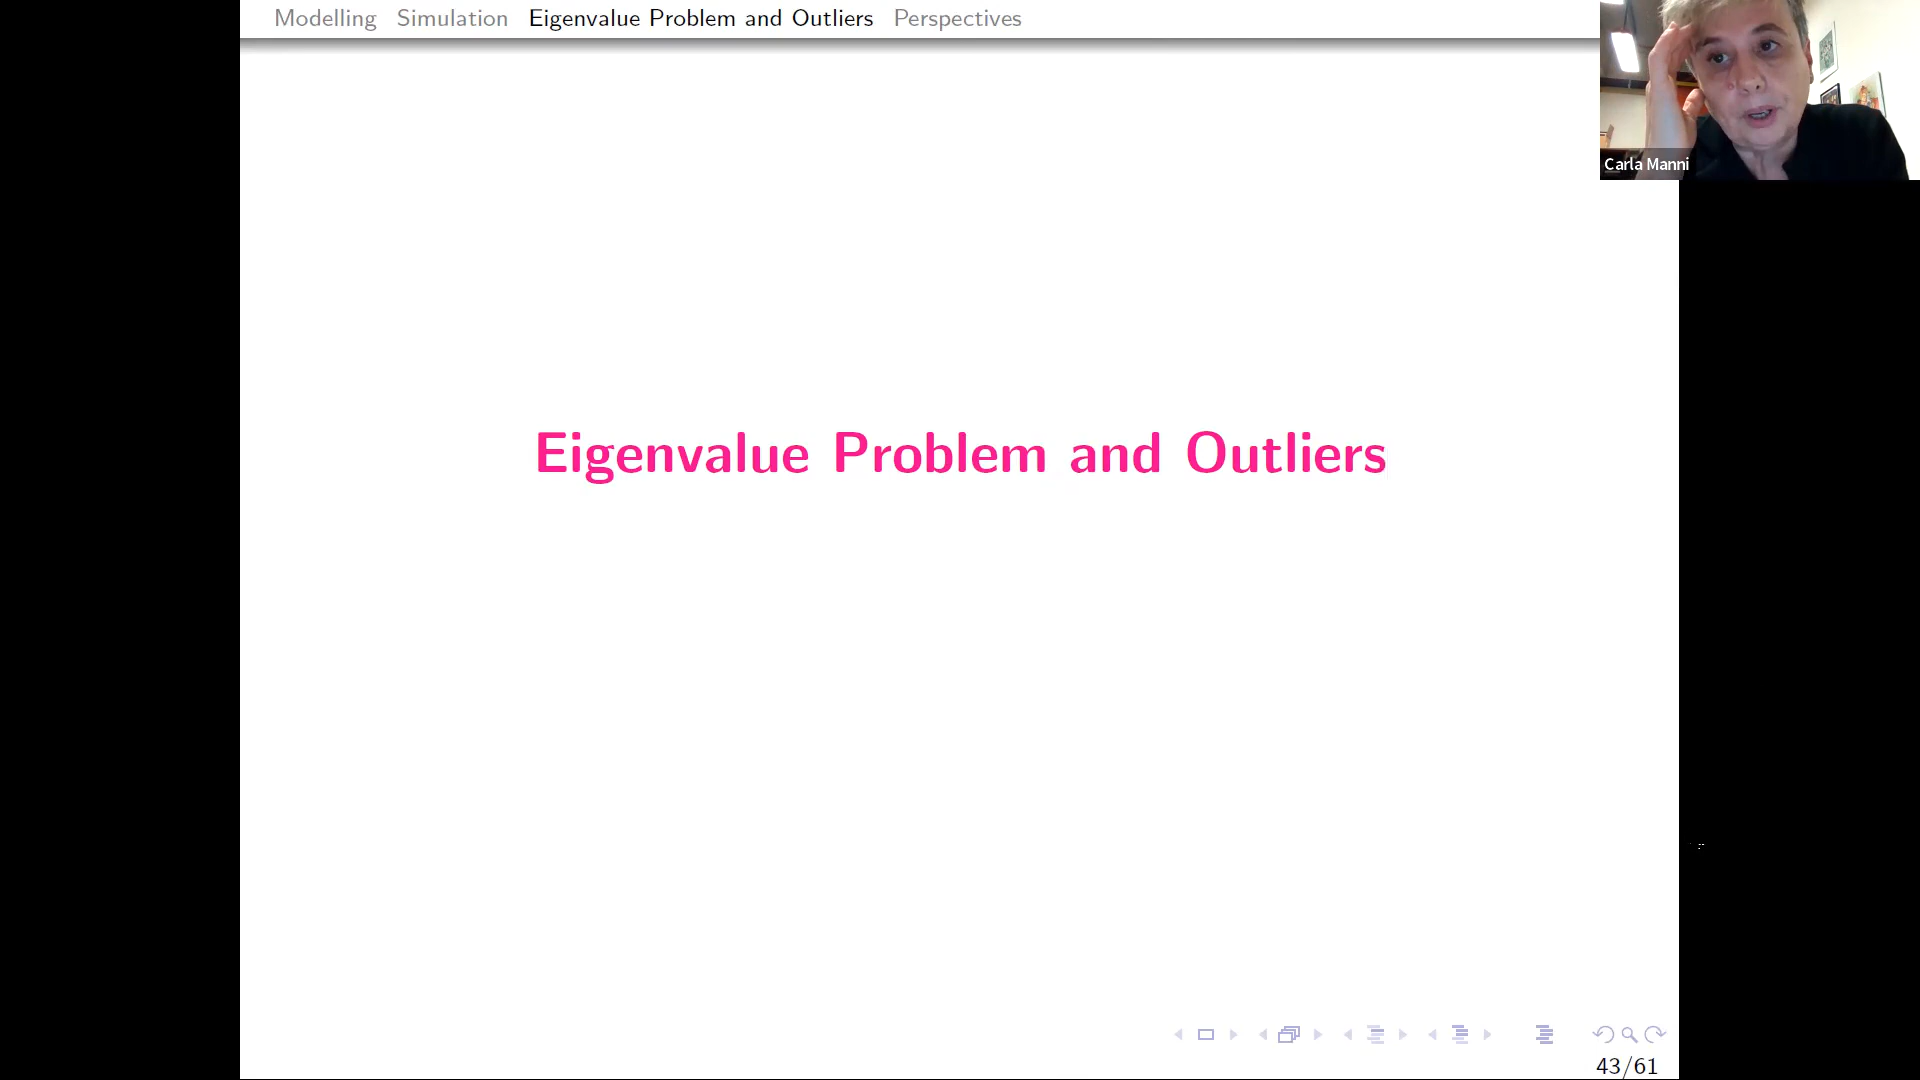 Modelling Simulation Eigenvalue Problem and Outliers Perspectives
Carla Manni
Eigenvalue Problem and Outliers
43/61